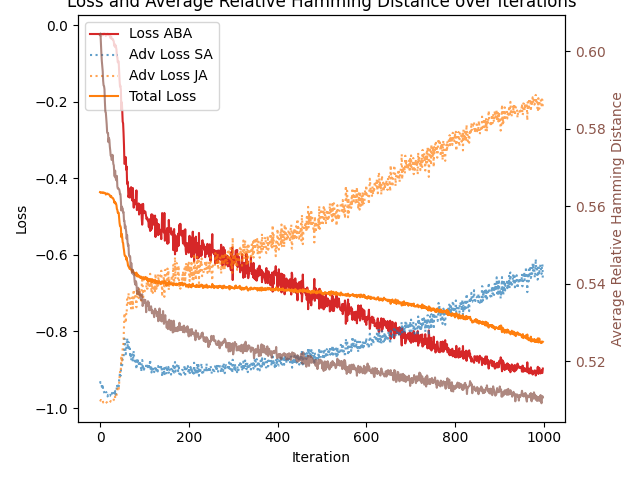 Loss and Average Relative Hamming Distance over Iterations
Loss ABA
Adv Loss SA
Adv Loss JA
Total Loss
0.0
−0.2
−0.4
−0.6
−0.8
−1.0
Loss
0
200
400
600
800
1000
Iteration
0.60
0.58
0.56
0.54
0.52
Average Relative Hamming Distance